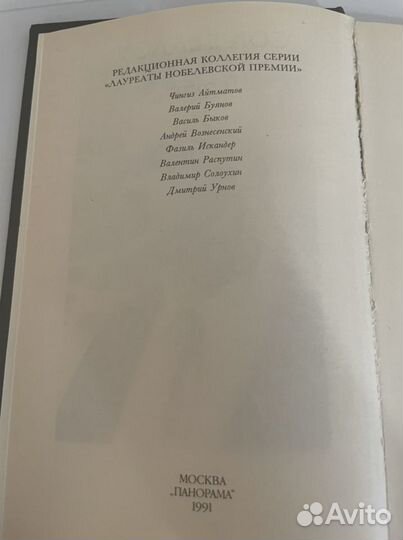 РЕДАКЦИОННАЯ КОЛЛЕГИЯ СЕРИИ
«ЛАУРЕАТЫ НОБЕЛЕВСКОЙ ПРЕМИИ»
Чингиз Айтматов
Валерий Буянов
Василь Быков
Андрей Вознесенский
Фазиль Искандер
Валентин Распутин
Владимир Солоухин
Дмитрий Урнов
МОСКВА
„ПАНОРАМА“
1991
Avito